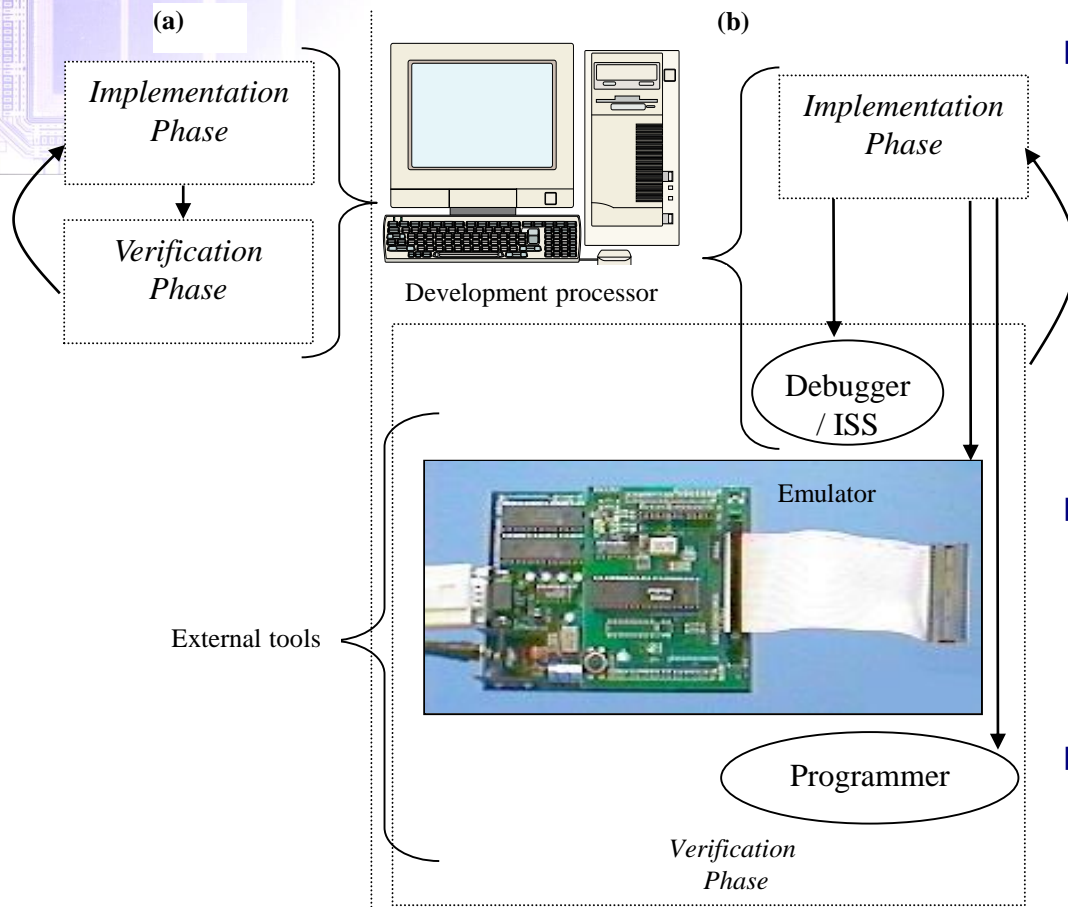 (a)
Implementation
Phase
Verification
Phase
Development processor
External tools
(b)
Implementation
Phase
Debugger
/ ISS
Emulator
Programmer
Verification
Phase